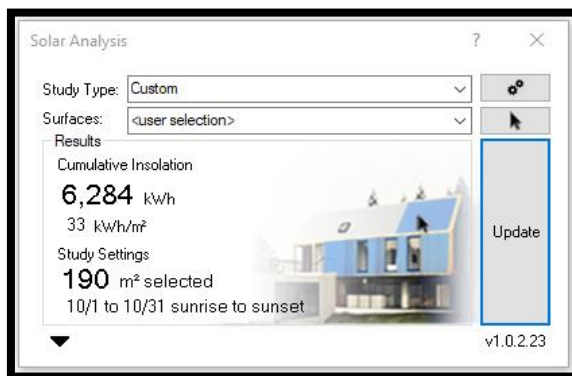 Solar Analysis ? ×
Study Type: Custom
Surfaces: <user selection>
Results
Cumulative Insolation
6,284 kWh
33 kWh/m²
Study Settings
190 m² selected
10/1 to 10/31 sunrise to sunset
Update
v1.0.2.23